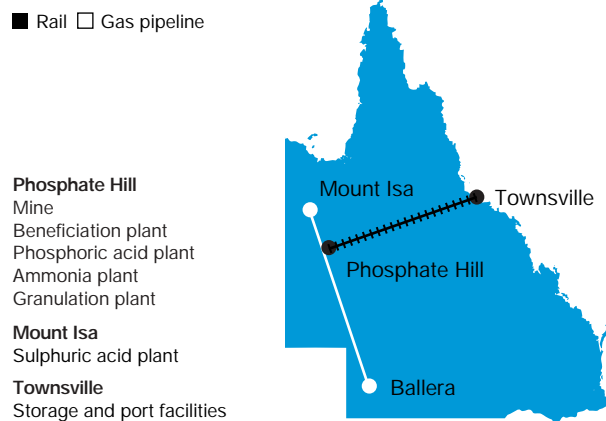 Rail Gas pipeline
Phosphate Hill
Mine
Beneficiation plant
Phosphoric acid plant
Ammonia plant
Granulation plant
Mount Isa
Sulphuric acid plant
Townsville
Storage and port facilities
Mount Isa
Townsville
Phosphate Hill
Ballera